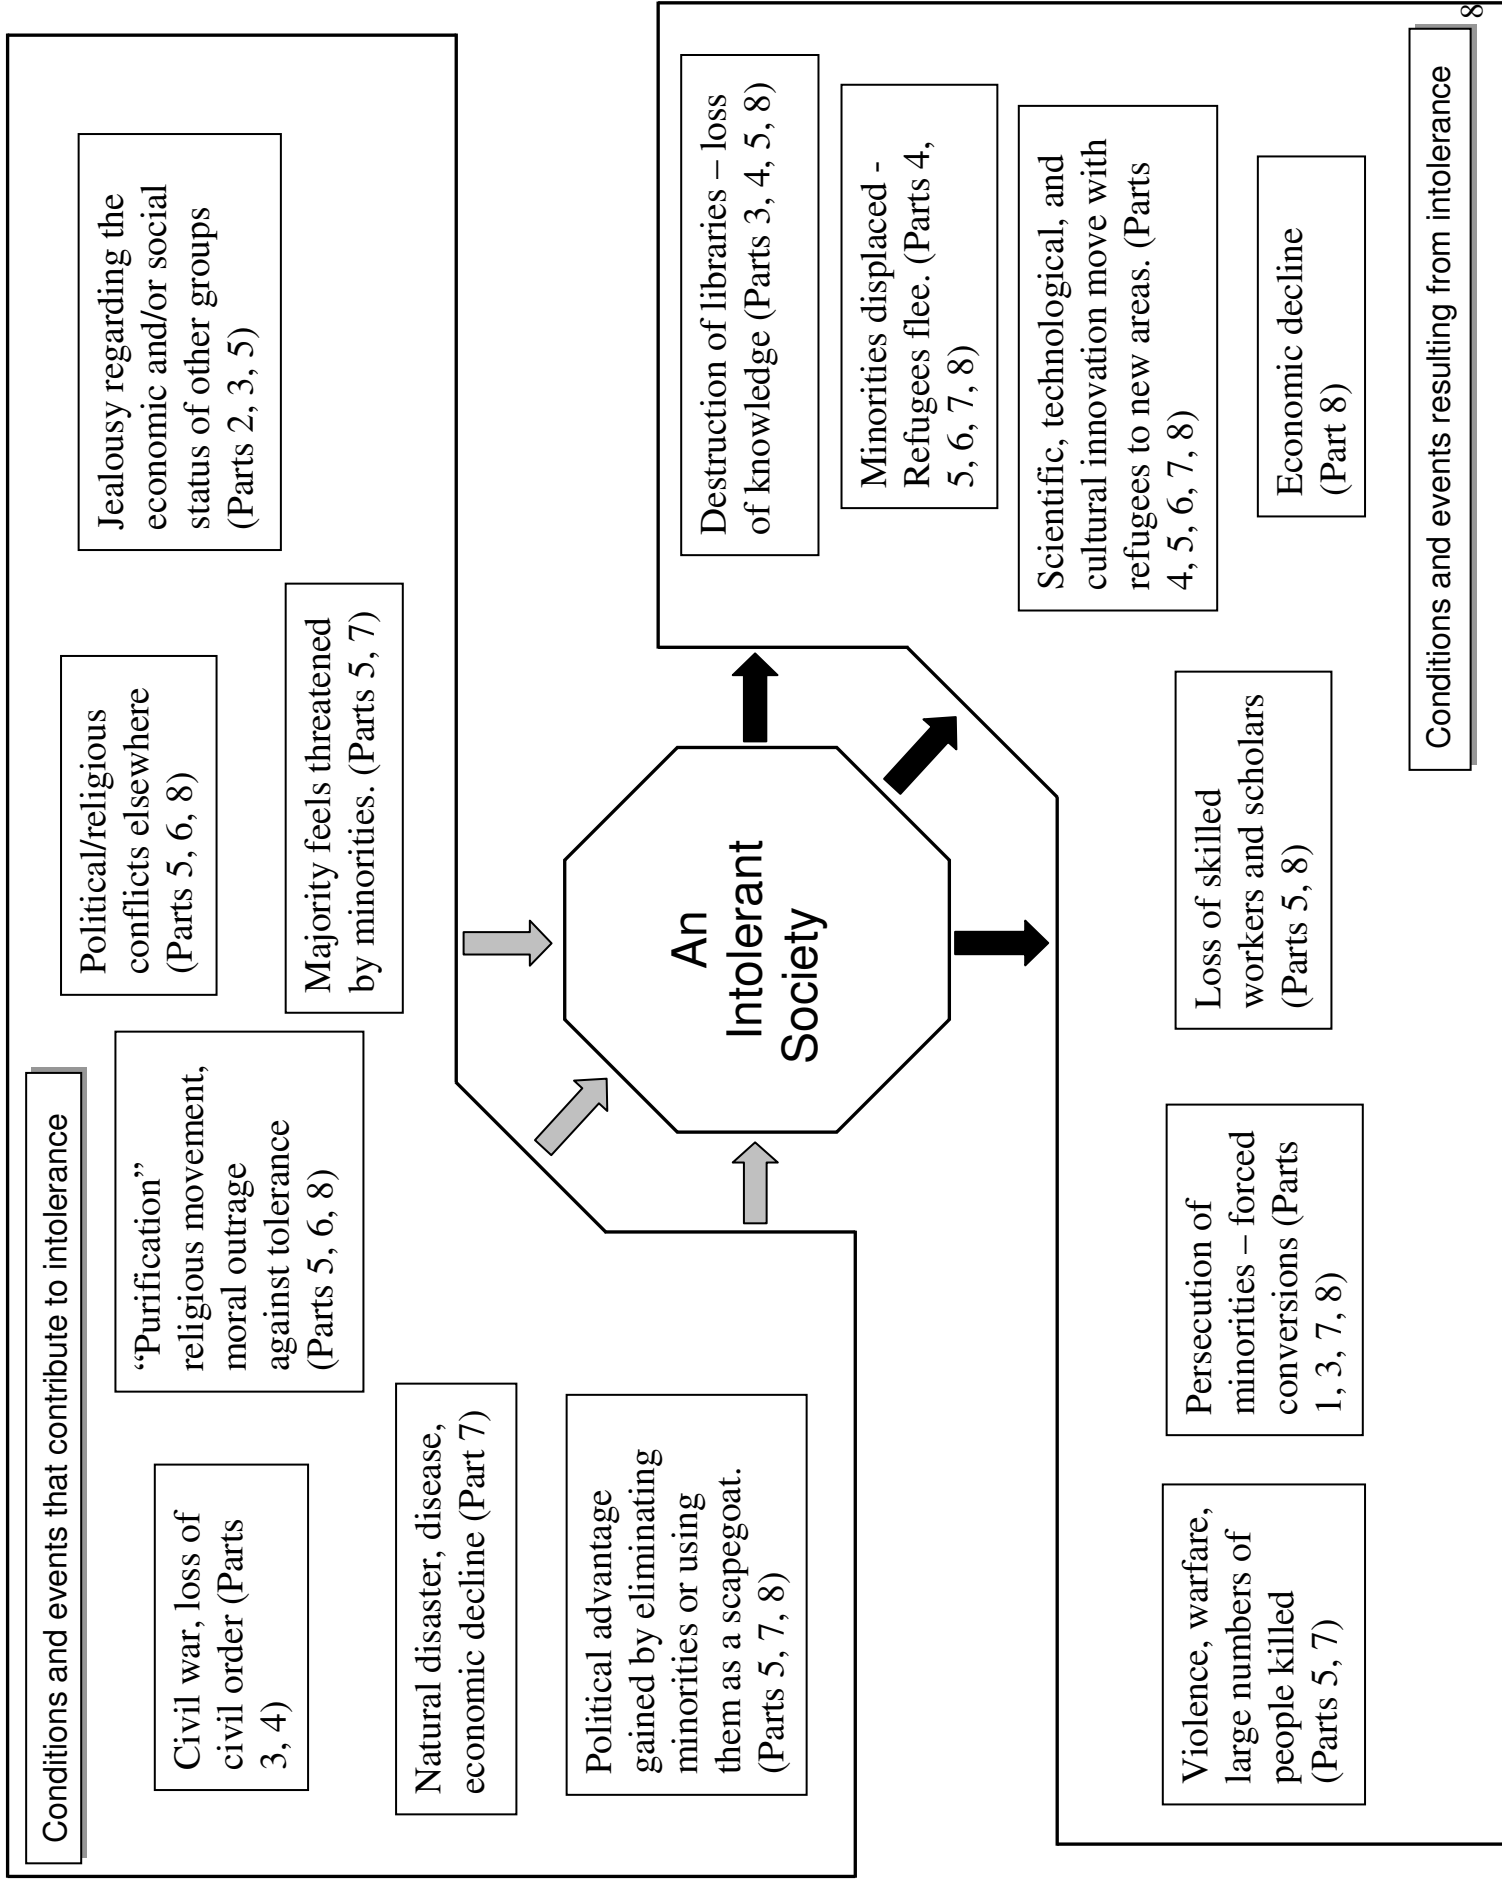 Conditions and events that contribute to intolerance
Civil war, loss of
civil order (Parts
3, 4)
“Purification”
religious movement,
moral outrage
against tolerance
(Parts 5, 6, 8)
Political/religious
conflicts elsewhere
(Parts 5, 6, 8)
Jealousy regarding the
economic and/or social
status of other groups
(Parts 2, 3, 5)
Natural disaster, disease,
economic decline (Part 7)
Majority feels threatened
by minorities. (Parts 5, 7)
Political advantage
gained by eliminating
minorities or using
them as a scapegoat.
(Parts 5, 7, 8)
An
Intolerant
Society
Destruction of libraries – loss
of knowledge (Parts 3, 4, 5, 8)
Minorities displaced -
Refugees flee. (Parts 4,
5, 6, 7, 8)
Scientific, technological, and
cultural innovation move with
refugees to new areas. (Parts
4, 5, 6, 7, 8)
Violence, warfare,
large numbers of
people killed
(Parts 5, 7)
Persecution of
minorities – forced
conversions (Parts
1, 3, 7, 8)
Loss of skilled
workers and scholars
(Parts 5, 8)
Economic decline
(Part 8)
Conditions and events resulting from intolerance
8